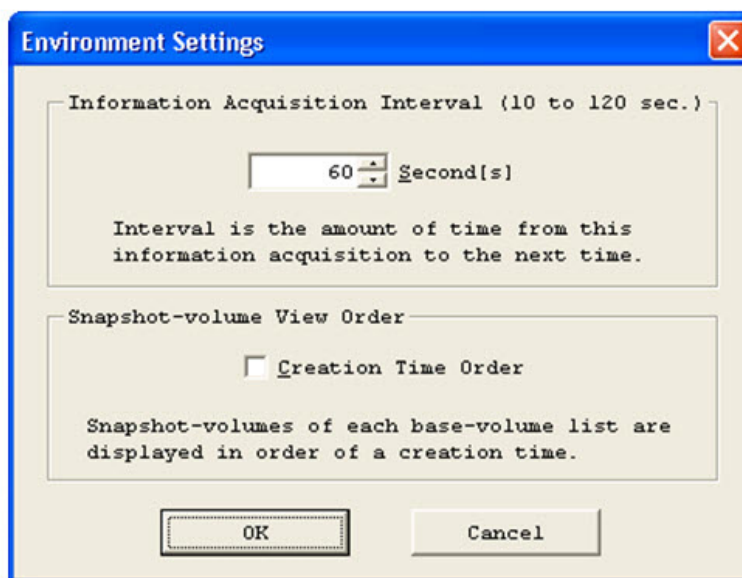 Environment Settings
Information Acquisition Interval (10 to 120 sec.)
60 Second[s]
Interval is the amount of time from this
information acquisition to the next time.
Snapshot-volume View Order
Creation Time Order
Snapshot-volumes of each base-volume list are
displayed in order of a creation time.
OK Cancel